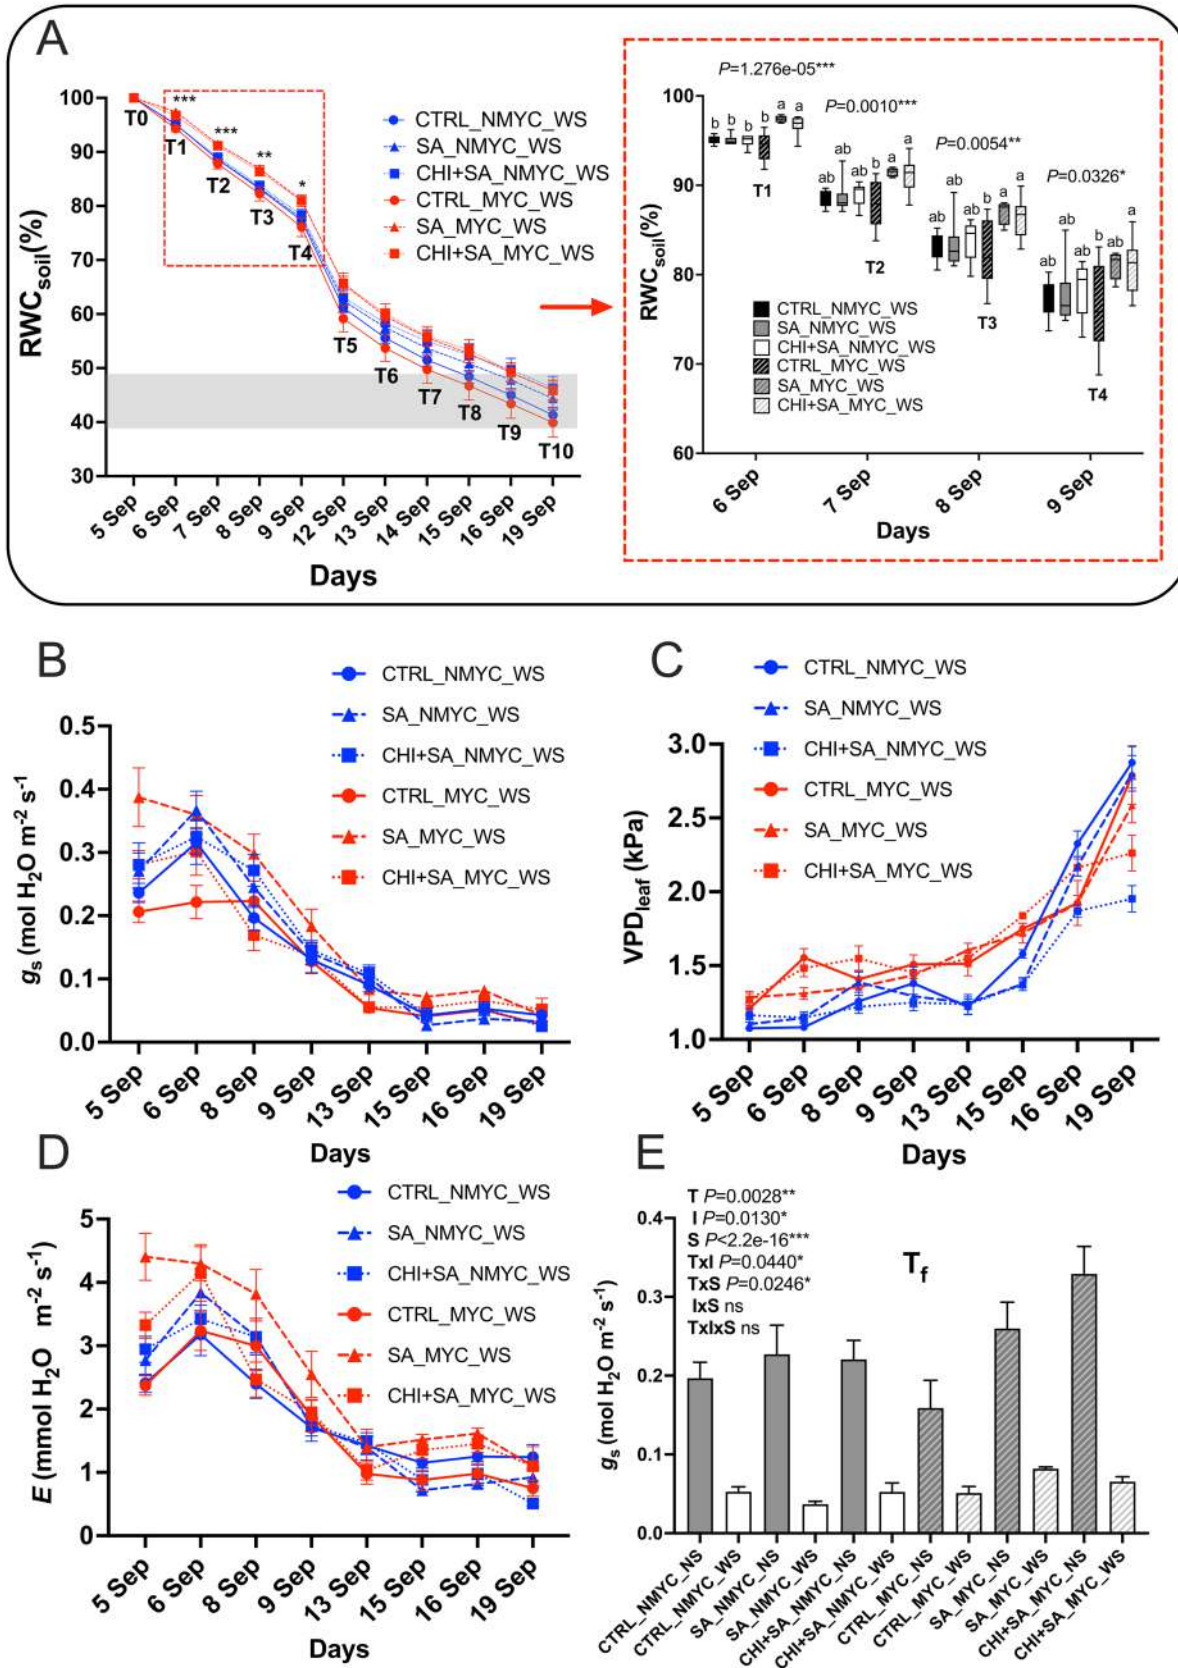 A
RWCsoil(%)
100
90
80
70
60
50
40
30
T0
***
T1
***
T2
**
T3
*
T4
T5
T6
T7
T8
T9
T10
CTRL_NMYC_WS
SA_NMYC_WS
CHI+SA_NMYC_WS
CTRL_MYC_WS
SA_MYC_WS
CHI+SA_MYC_WS
5 Sep
6 Sep
7 Sep
8 Sep
9 Sep
12 Sep
13 Sep
14 Sep
15 Sep
16 Sep
19 Sep
Days
RWCsoil(%)
100
90
80
70
60
P=1.276e-05***
b b b b a a
T1
P=0.0010***
ab ab ab b a a
T2
P=0.0054**
ab ab ab b a a
T3
P=0.0326*
ab ab ab b ab a
T4
CTRL_NMYC_WS
SA_NMYC_WS
CHI+SA_NMYC_WS
CTRL_MYC_WS
SA_MYC_WS
CHI+SA_MYC_WS
6 Sep
7 Sep
8 Sep
9 Sep
Days
B
gs (mol H2O m-2 s-1)
0.5
0.4
0.3
0.2
0.1
0.0
CTRL_NMYC_WS
SA_NMYC_WS
CHI+SA_NMYC_WS
CTRL_MYC_WS
SA_MYC_WS
CHI+SA_MYC_WS
5 Sep
6 Sep
8 Sep
9 Sep
13 Sep
15 Sep
16 Sep
19 Sep
Days
C
VPDleaf (kPa)
3.0
2.5
2.0
1.5
1.0
CTRL_NMYC_WS
SA_NMYC_WS
CHI+SA_NMYC_WS
CTRL_MYC_WS
SA_MYC_WS
CHI+SA_MYC_WS
5 Sep
6 Sep
8 Sep
9 Sep
13 Sep
15 Sep
16 Sep
19 Sep
Days
D
E (mmol H2O m-2 s-1)
5
4
3
2
1
0
CTRL_NMYC_WS
SA_NMYC_WS
CHI+SA_NMYC_WS
CTRL_MYC_WS
SA_MYC_WS
CHI+SA_MYC_WS
5 Sep
6 Sep
8 Sep
9 Sep
13 Sep
15 Sep
16 Sep
19 Sep
Days
E
T P=0.0028**
I P=0.0130*
S P<2.2e-16***
TxI P=0.0440*
TxS P=0.0246*
IxS ns
TxIxS ns
Tf
gs (mol H2O m-2 s-1)
0.4
0.3
0.2
0.1
0.0
CTRL_NMYC_NS
CTRL_NMYC_WS
SA_NMYC_NS
SA_NMYC_WS
CHI+SA_NMYC_NS
CHI+SA_NMYC_WS
CTRL_MYC_NS
CTRL_MYC_WS
SA_MYC_NS
SA_MYC_WS
CHI+SA_MYC_NS
CHI+SA_MYC_WS